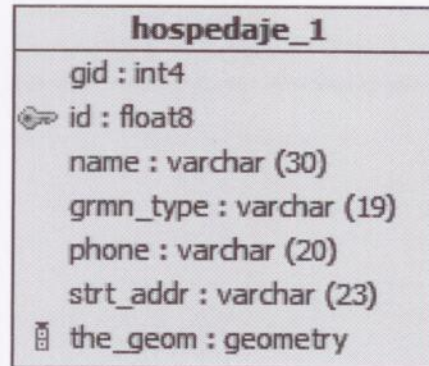 hospedaje_1
gid : int4
id : float8
name : varchar (30)
grmn_type : varchar (19)
phone : varchar (20)
strt_addr : varchar (23)
the_geom : geometry